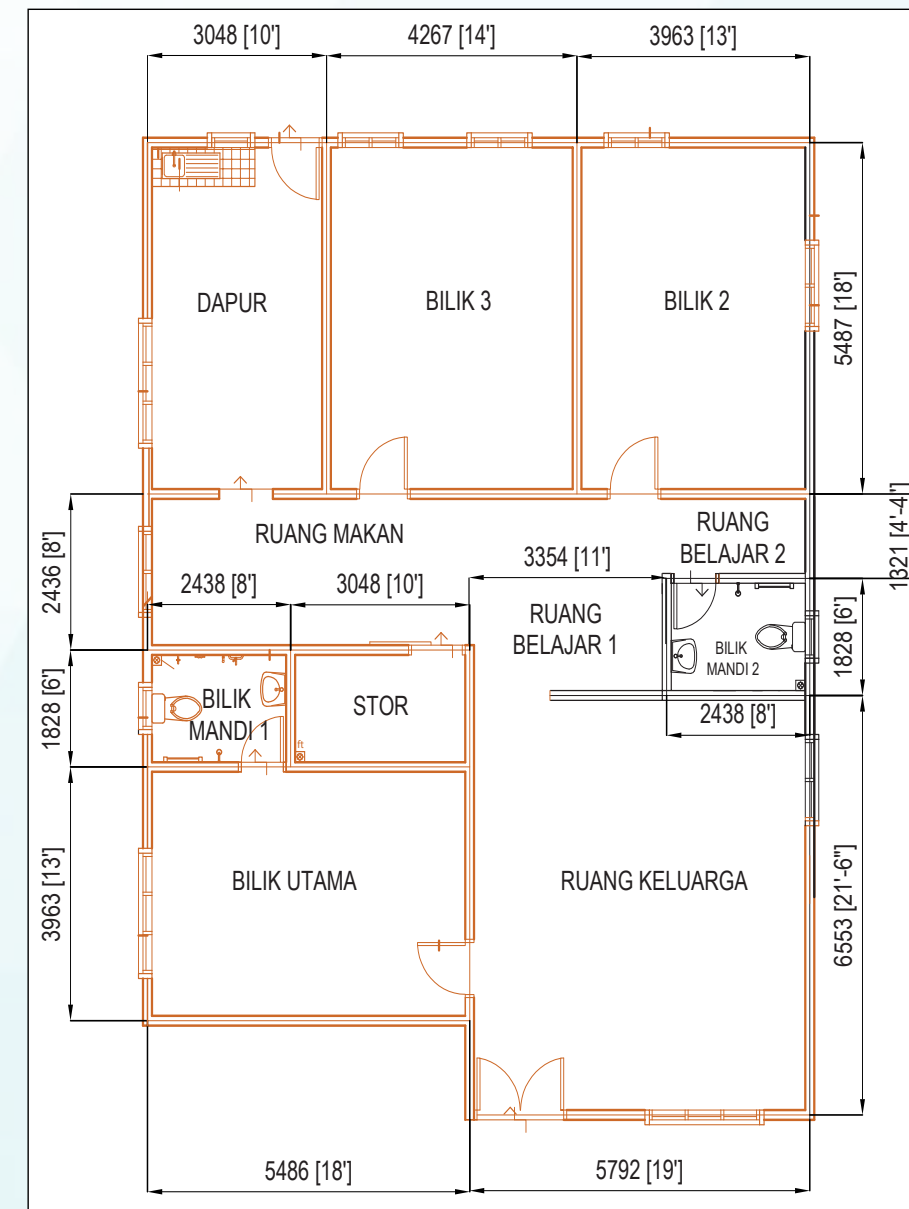 3048 [10']
4267 [14']
3963 [13']
DAPUR
BILIK 3
BILIK 2
5487 [18']
RUANG MAKAN
RUANG
BELAJAR 2
1321 [4'-4"]
2436 [8']
2438 [8']
3048 [10']
3354 [11']
RUANG
BELAJAR 1
BILIK
MANDI 2
1828 [6']
1828 [6']
BILIK
MANDI 1
STOR
ft
2438 [8']
3963 [13']
BILIK UTAMA
RUANG KELUARGA
6553 [21'-6"]
5486 [18']
5792 [19']